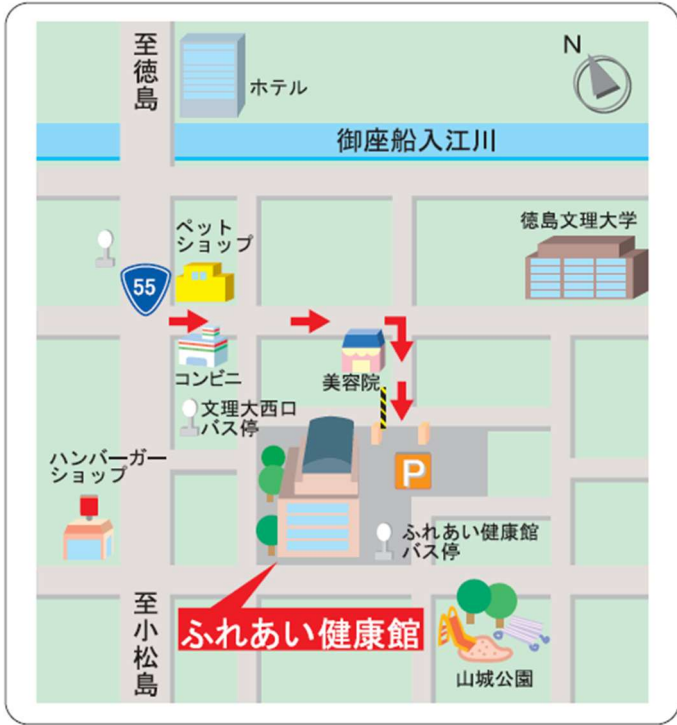 至徳島
ホテル
N
御座船入江川
ペット
ショップ
徳島文理大学
55
コンビニ
美容院
文理大西口
バス停
ハンバーガー
ショップ
P
ふれあい健康館
バス停
ふれあい健康館
至小松島
山城公園